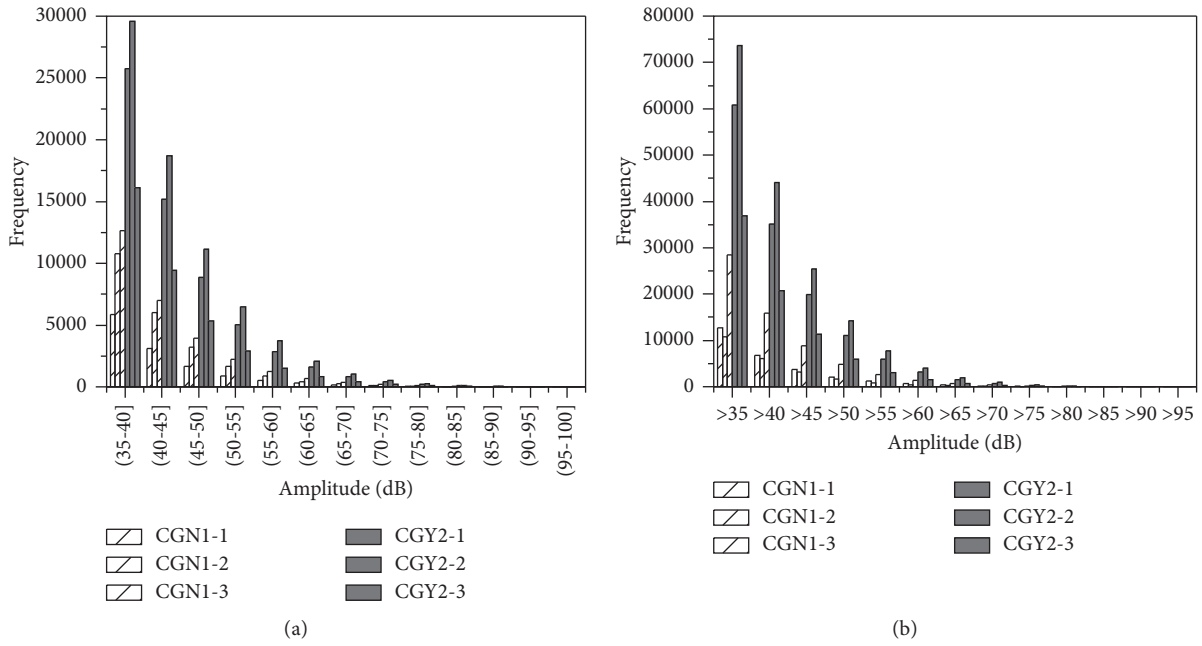 30000
25000
20000
15000
10000
5000
0
Frequency
(35-40]
(40-45]
(45-50]
(50-55]
(55-60]
(60-65]
(65-70]
(70-75]
(75-80]
(80-85]
(85-90]
(90-95]
(95-100]
Amplitude (dB)
CGN1-1 CGY2-1
CGN1-2 CGY2-2
CGN1-3 CGY2-3
(a)
80000
70000
60000
50000
40000
30000
20000
10000
0
Frequency
>35 >40 >45 >50 >55 >60 >65 >70 >75 >80 >85 >90 >95
Amplitude (dB)
CGN1-1 CGY2-1
CGN1-2 CGY2-2
CGN1-3 CGY2-3
(b)